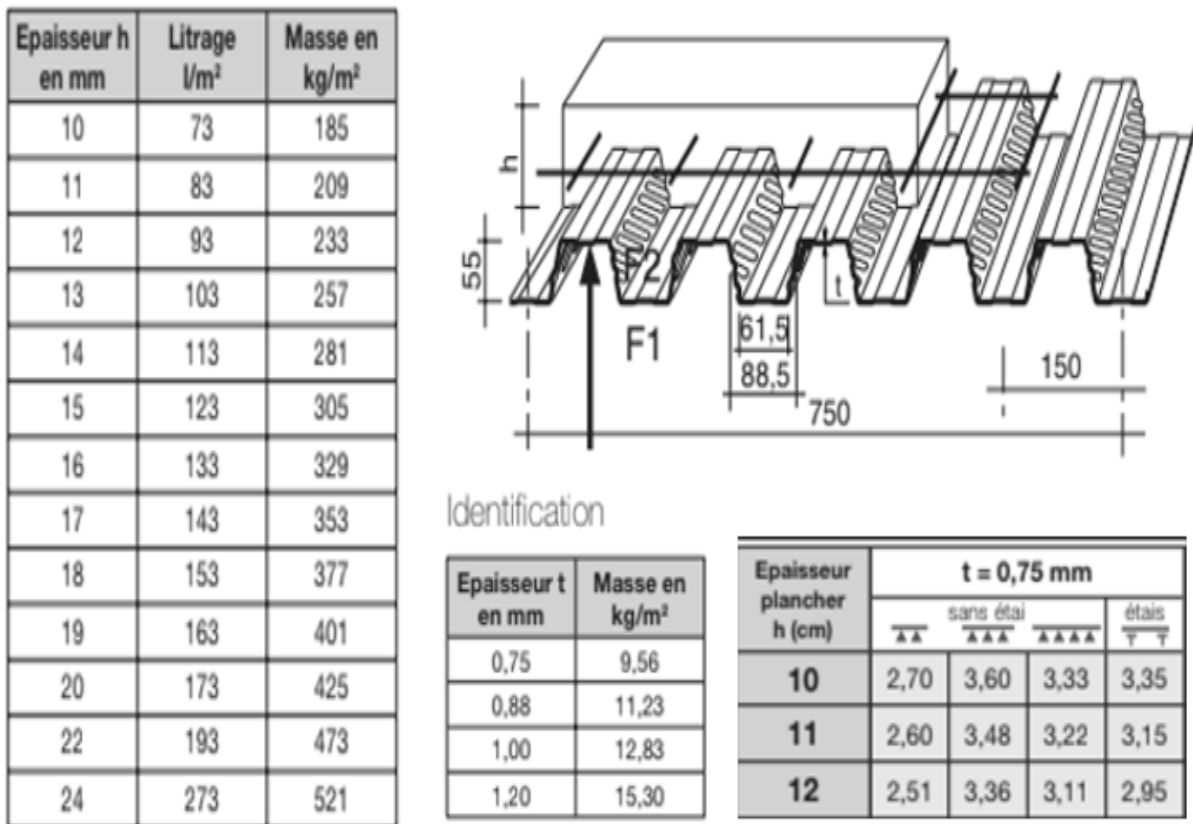 Epaisseur h en mm Litrage l/m² Masse en kg/m²
10 73 185
11 83 209
12 93 233
13 103 257
14 113 281
15 123 305
16 133 329
17 143 353
18 153 377
19 163 401
20 173 425
22 193 473
24 273 521
h
55
F2
t
F1
61,5
88,5
150
750
Identification
Epaisseur t en mm Masse en kg/m²
0,75 9,56
0,88 11,23
1,00 12,83
1,20 15,30
Epaisseur plancher h (cm) t = 0,75 mm
sans étai étais
10 2,70 3,60 3,33 3,35
11 2,60 3,48 3,22 3,15
12 2,51 3,36 3,11 2,95